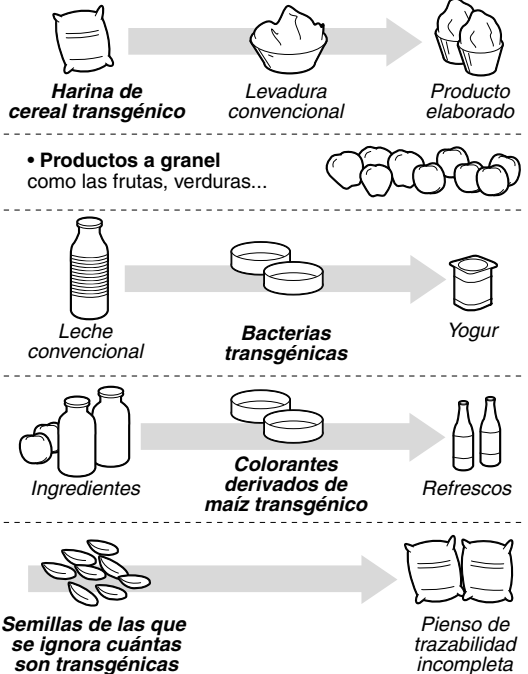 Harina de
cereal transgénico
Levadura
convencional
Producto
elaborado
• Productos a granel
como las frutas, verduras...
Leche
convencional
Bacterias
transgénicas
Yogur
Ingredientes
Colorantes
derivados de
maíz transgénico
Refrescos
Semillas de las que
se ignora cuántas
son transgénicas
Pienso de
trazabilidad
incompleta